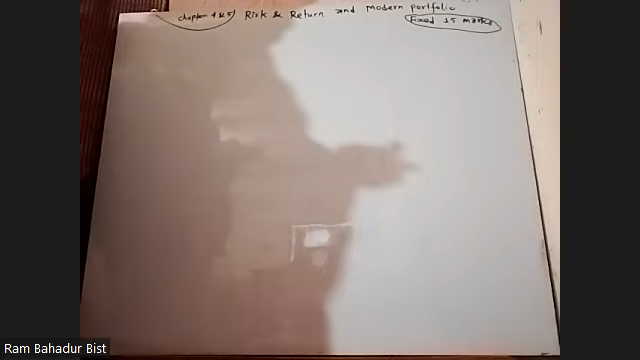 chapter 4 & 5) Risk & Return and Modern portfolio
Fixed 15 marks
Ram Bahadur Bist